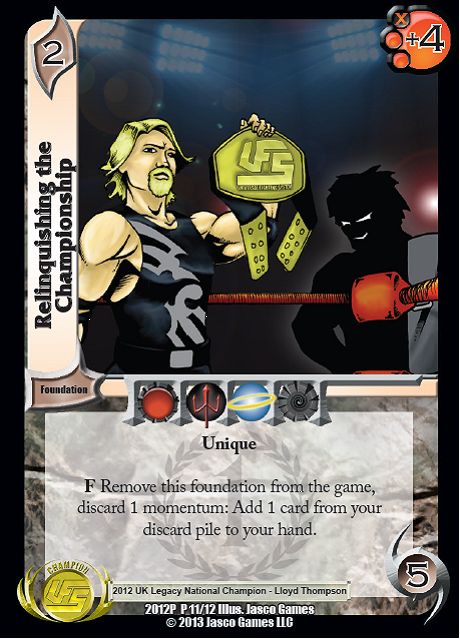 2
X +4
Relinquishing the
Championship
UFS
Foundation
Unique
F Remove this foundation from the game,
discard 1 momentum: Add 1 card from your
discard pile to your hand.
5
CHAMPION
UFS
2012 UK Legacy National Champion - Lloyd Thompson
2012P P 11/12 Illus. Jasco Games
© 2013 Jasco Games LLC